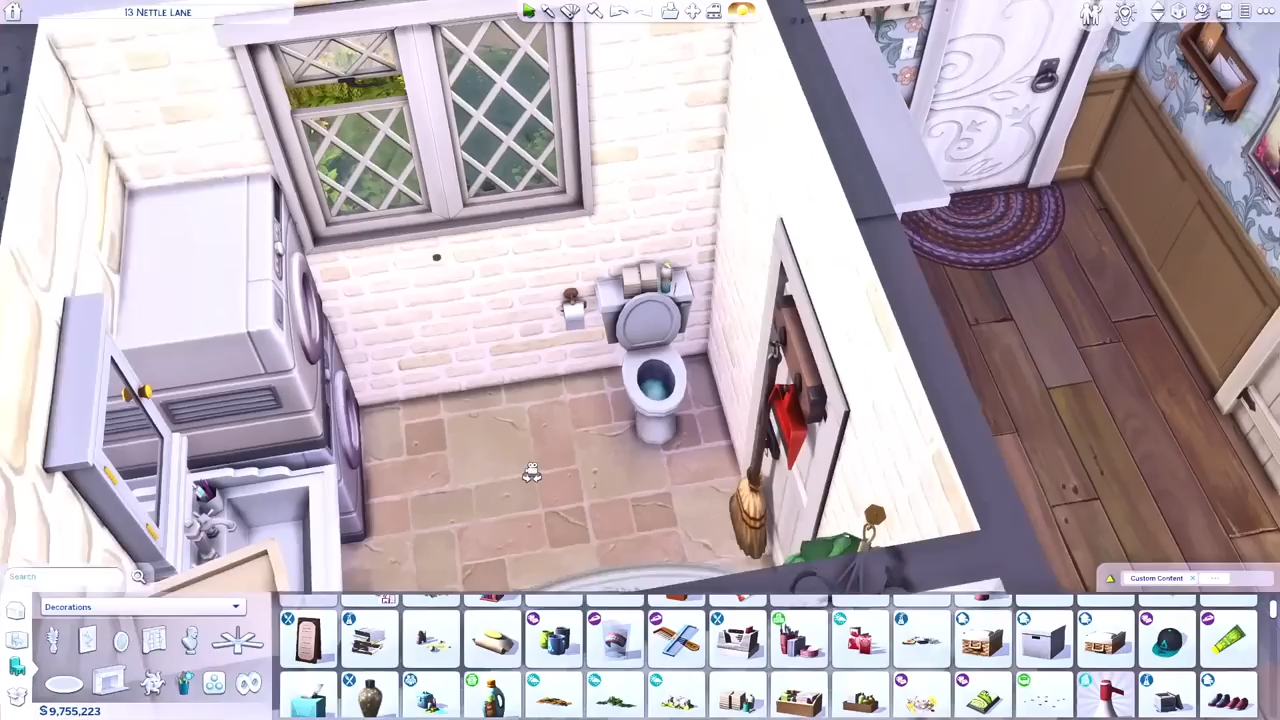 13 NETTLE LANE
Search
Custom Content
Decorations
$9,755,223